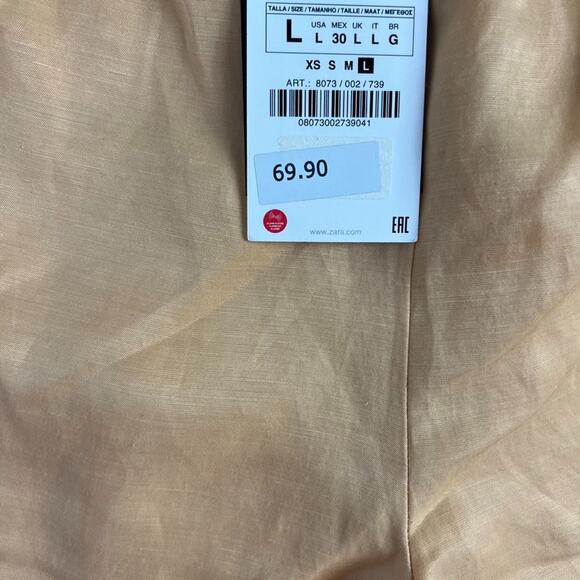 TALLA / SIZE / TAMANHO / TAILLE / MAAT / ΜΕΓΕΘΟΣ
USA MEX UK IT BR
L L 30 L L G
XS S M L
ART.: 8073 / 002 / 739
08073002739041
69.90
www.zara.com
EAC